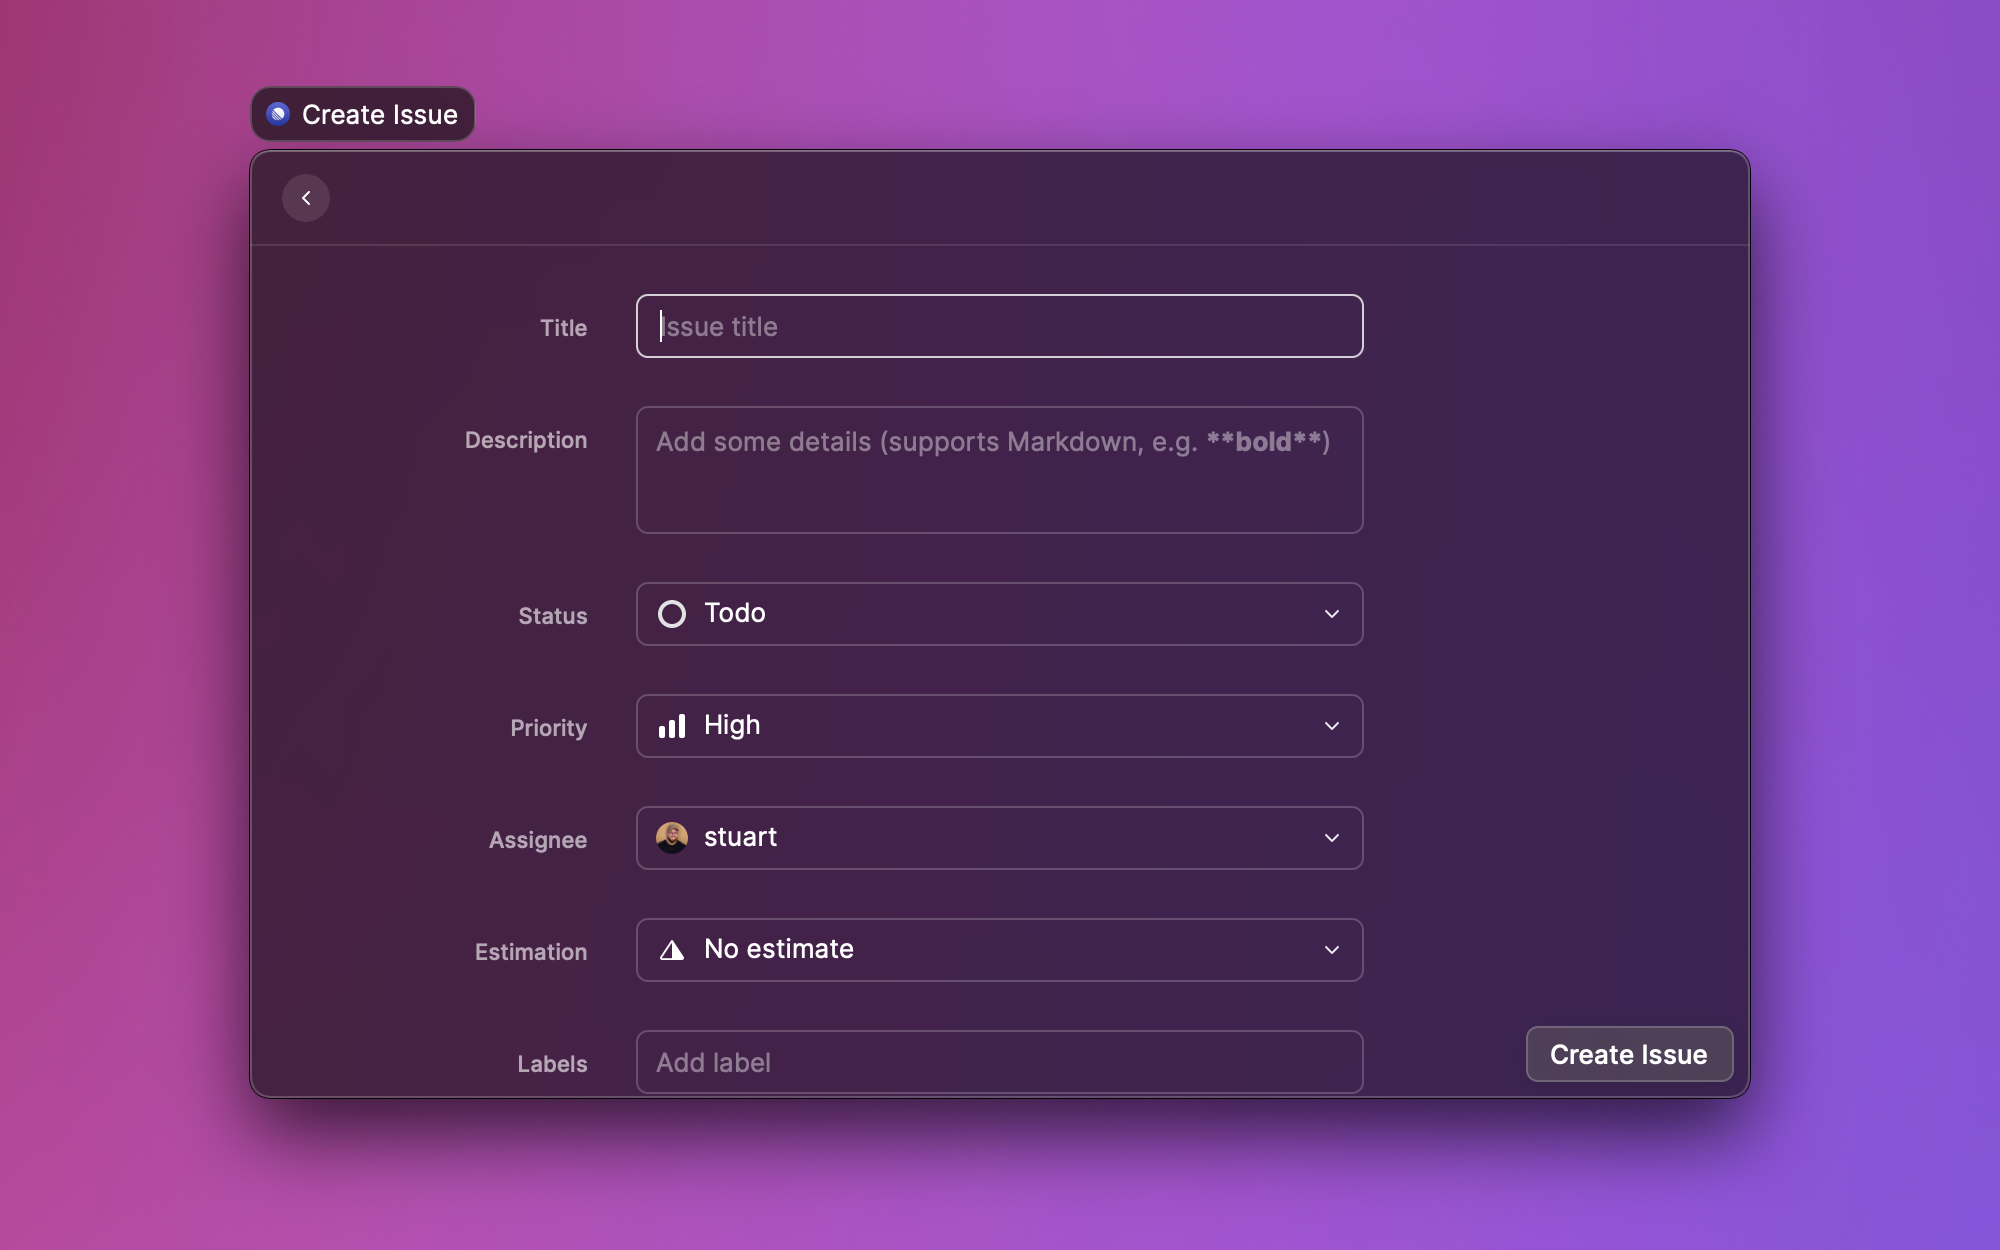 Create Issue
Title
Issue title
Description
Add some details (supports Markdown, e.g. **bold**)
Status
Todo
Priority
High
Assignee
stuart
Estimation
No estimate
Labels
Add label
Create Issue